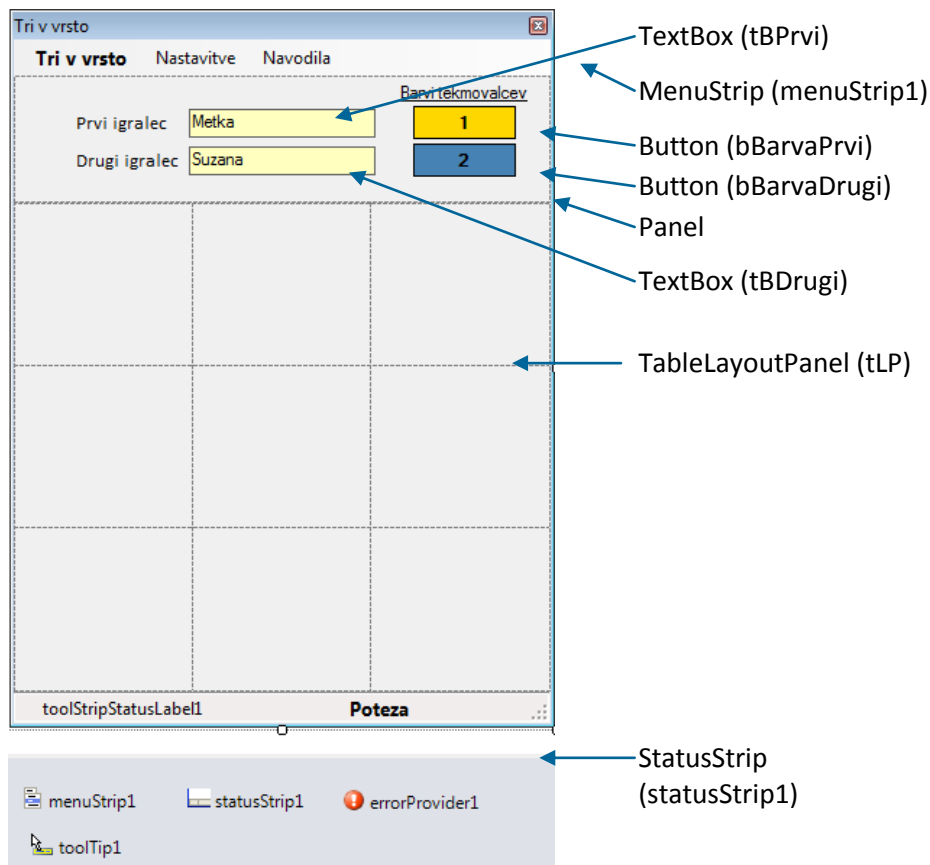 Tri v vrsto
Tri v vrsto Nastavitve Navodila
Barvi tekmovalcev
Prvi igralec Metka 1
Drugi igralec Suzana 2
toolStripStatusLabel1 Poteza
menuStrip1 statusStrip1 errorProvider1
toolTip1
TextBox (tBPrvi)
MenuStrip (menuStrip1)
Button (bBarvaPrvi)
Button (bBarvaDrugi)
Panel
TextBox (tBDrugi)
TableLayoutPanel (tLP)
StatusStrip
(statusStrip1)